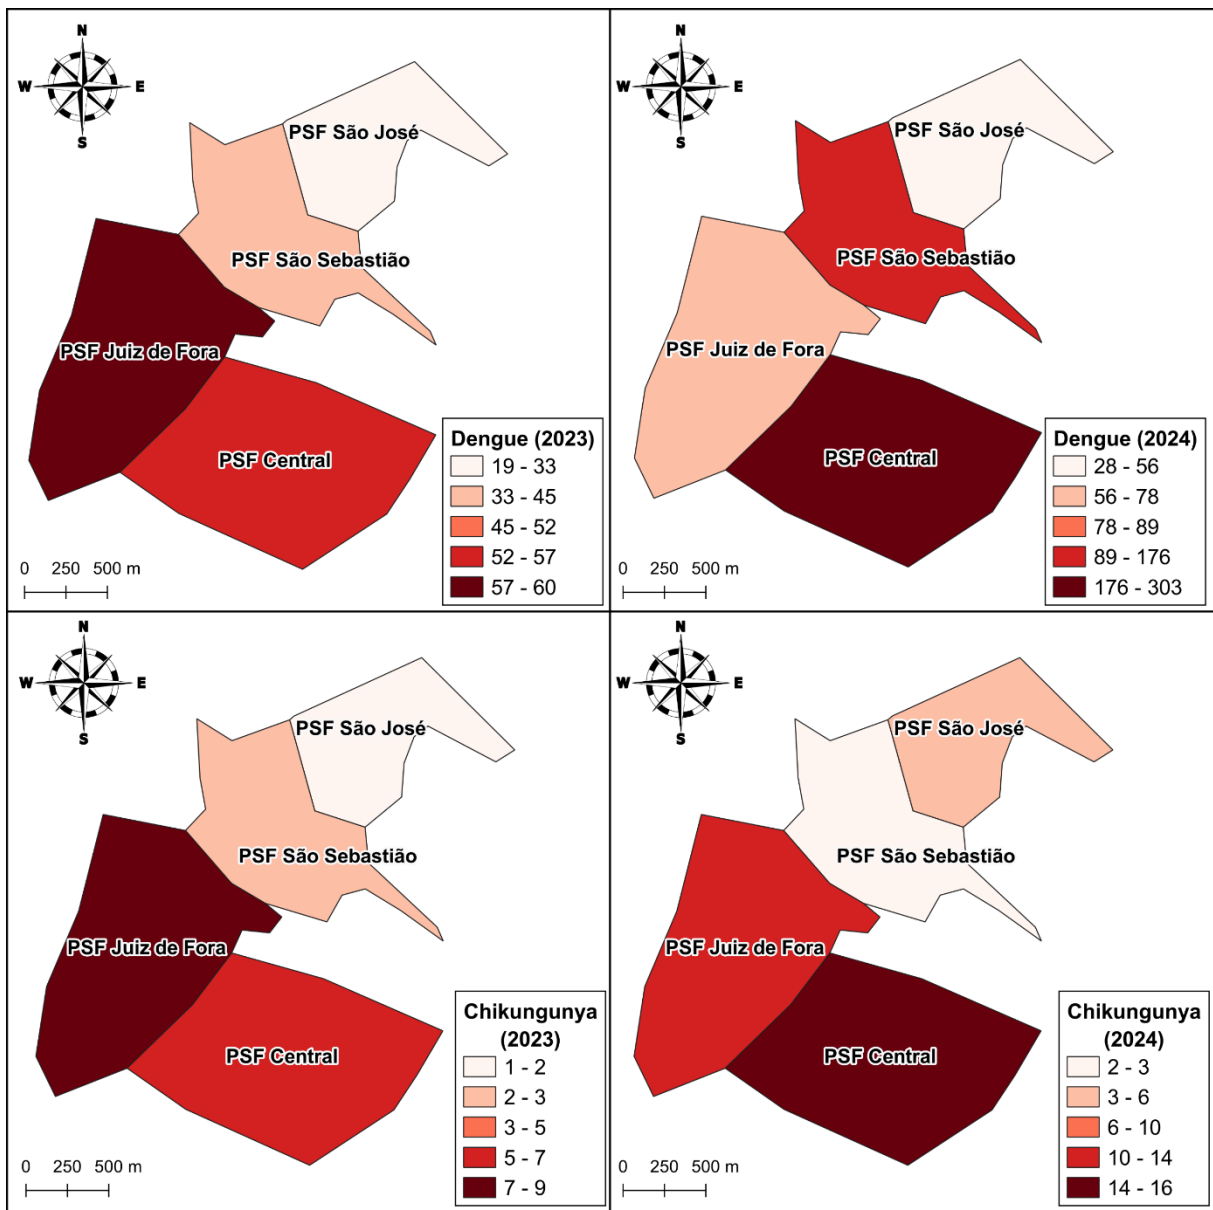 N
W E
S
PSF São José
PSF São Sebastião
PSF Juiz de Fora
PSF Central
Dengue (2023)
19 - 33
33 - 45
45 - 52
52 - 57
57 - 60
0 250 500 m
N
W E
S
PSF São José
PSF São Sebastião
PSF Juiz de Fora
PSF Central
Dengue (2024)
28 - 56
56 - 78
78 - 89
89 - 176
176 - 303
0 250 500 m
N
W E
S
PSF São José
PSF São Sebastião
PSF Juiz de Fora
PSF Central
Chikungunya
(2023)
1 - 2
2 - 3
3 - 5
5 - 7
7 - 9
0 250 500 m
N
W E
S
PSF São José
PSF São Sebastião
PSF Juiz de Fora
PSF Central
Chikungunya
(2024)
2 - 3
3 - 6
6 - 10
10 - 14
14 - 16
0 250 500 m